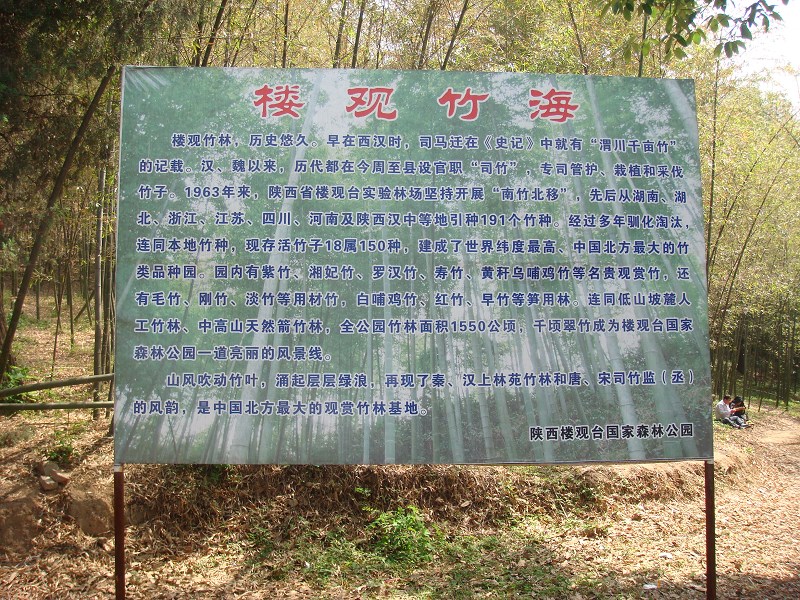 楼观竹海
楼观竹林，历史悠久。早在西汉时，司马迁在《史记》中就有“渭川千亩竹”
的记载。汉、魏以来，历代都在今周至县设官职“司竹”，专司管护、栽植和采伐
竹子。1963年来，陕西省楼观台实验林场坚持开展“南竹北移”，先后从湖南、湖
北、浙江、江苏、四川、河南及陕西汉中等地引种191个竹种。经过多年驯化淘汰，
连同本地竹种，现存活竹子18属150种，建成了世界纬度最高、中国北方最大的竹
类品种园。园内有紫竹、湘妃竹、罗汉竹、寿竹、黄秆乌哺鸡竹等名贵观赏竹，还
有毛竹、刚竹、淡竹等用材竹，白哺鸡竹、红竹、早竹等笋用林。连同低山坡麓人
工竹林、中高山天然箭竹林，全公园竹林面积1550公顷，千顷翠竹成为楼观台国家
森林公园一道亮丽的风景线。
山风吹动竹叶，涌起层层绿浪，再现了秦、汉上林苑竹林和唐、宋司竹监（丞）
的风韵，是中国北方最大的观赏竹林基地。
陕西楼观台国家森林公园